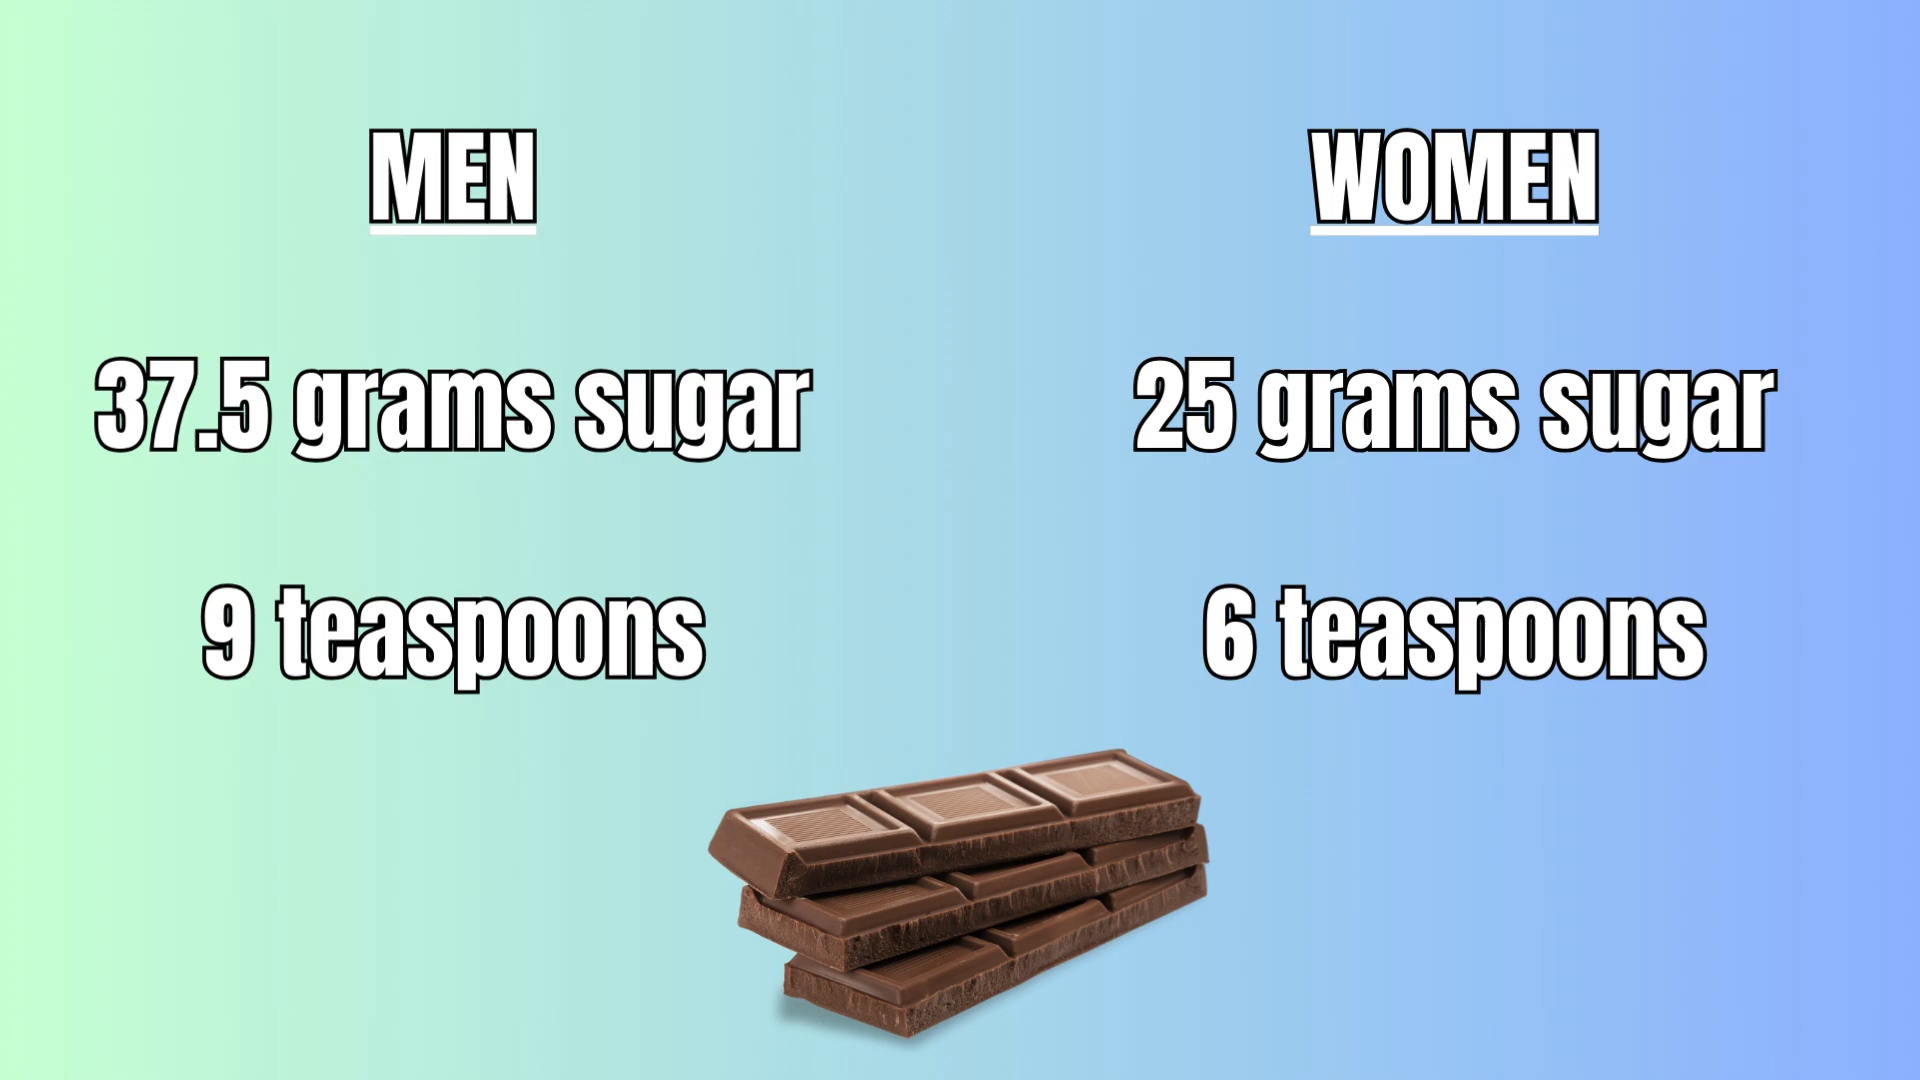 MEN
37.5 grams sugar
9 teaspoons
WOMEN
25 grams sugar
6 teaspoons